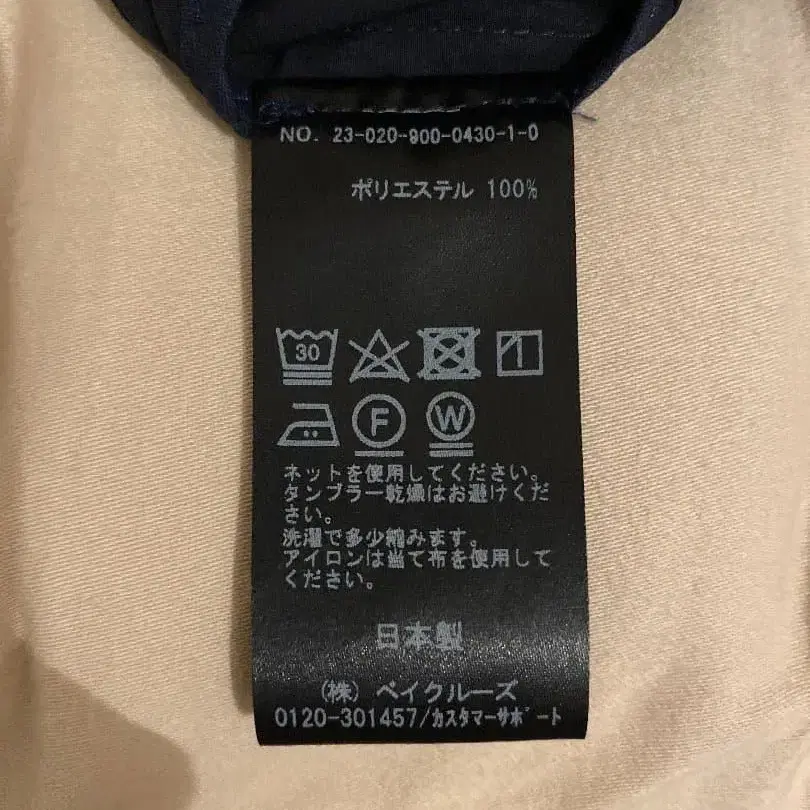 NO. 23-020-900-0430-1-0
ポリエステル 100%
30
F W
ネットを使用してください。
タンブラー乾燥はお避けくだ
さい。
洗濯で多少縮みます。
アイロンは当て布を使用して
ください。
日本製
(株) ベイクルーズ
0120-301457/カスタマーサポート